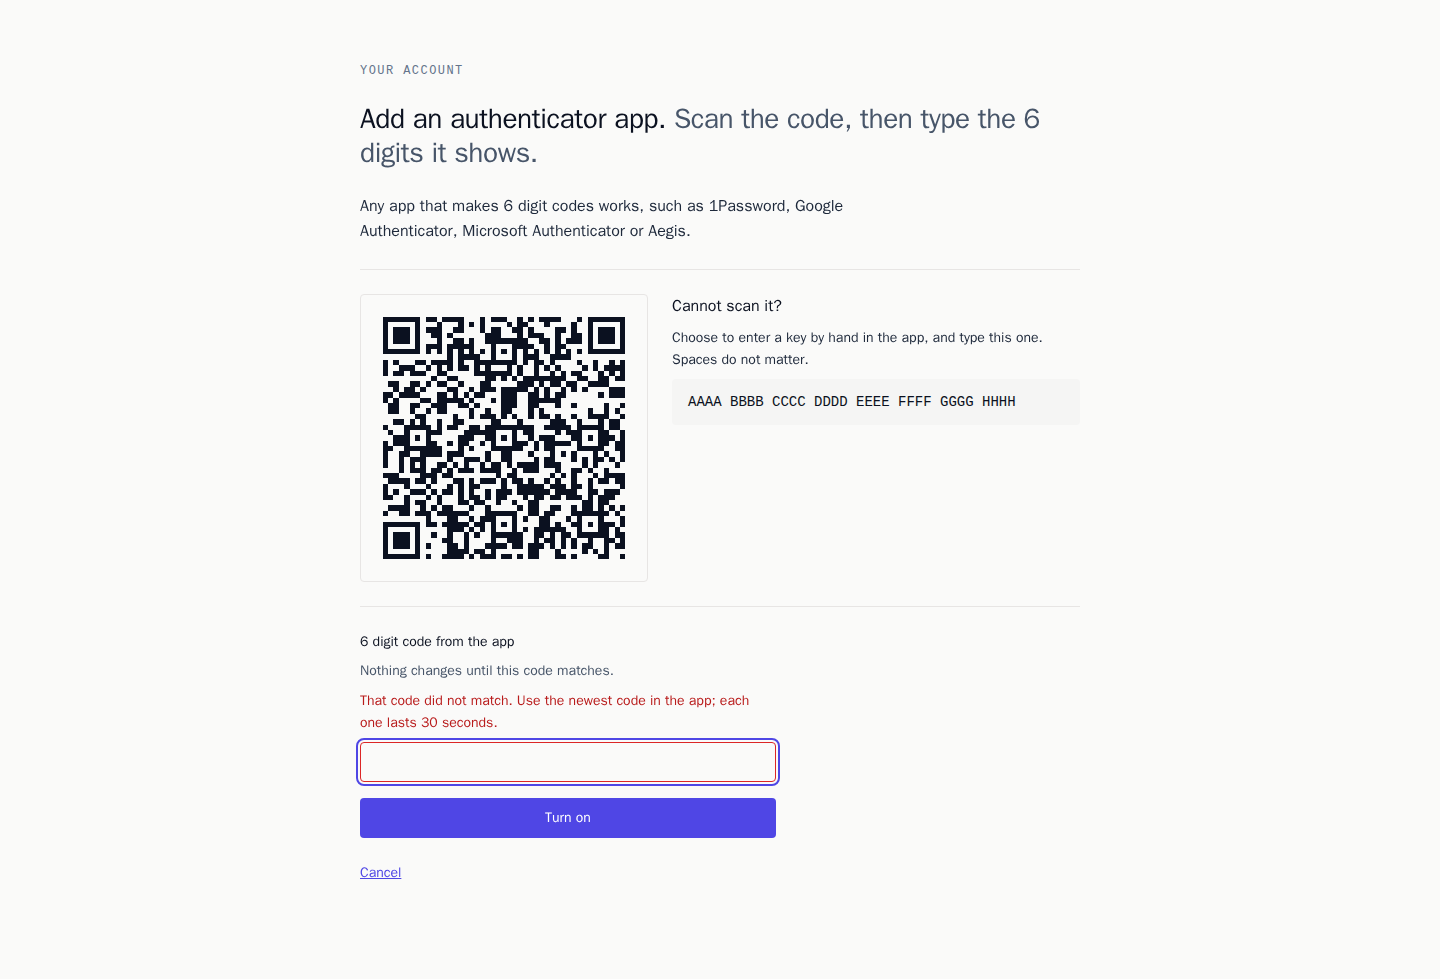 YOUR ACCOUNT
Add an authenticator app. Scan the code, then type the 6
digits it shows.
Any app that makes 6 digit codes works, such as 1Password, Google
Authenticator, Microsoft Authenticator or Aegis.
Cannot scan it?
Choose to enter a key by hand in the app, and type this one.
Spaces do not matter.
AAAA BBBB CCCC DDDD EEEE FFFF GGGG HHHH
6 digit code from the app
Nothing changes until this code matches.
That code did not match. Use the newest code in the app; each
one lasts 30 seconds.
Turn on
Cancel